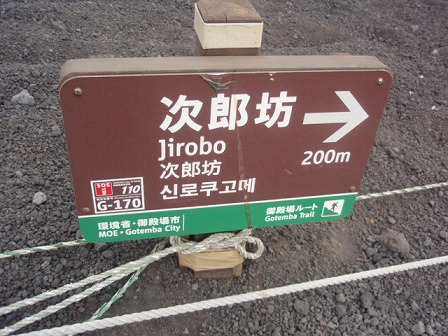 次郎坊
Jirobo
200m
次郎坊
신로쿠고메
SOS
110
G-170
環境省・御殿場市
MOE・Gotemba City
御殿場ルート
Gotemba Trail